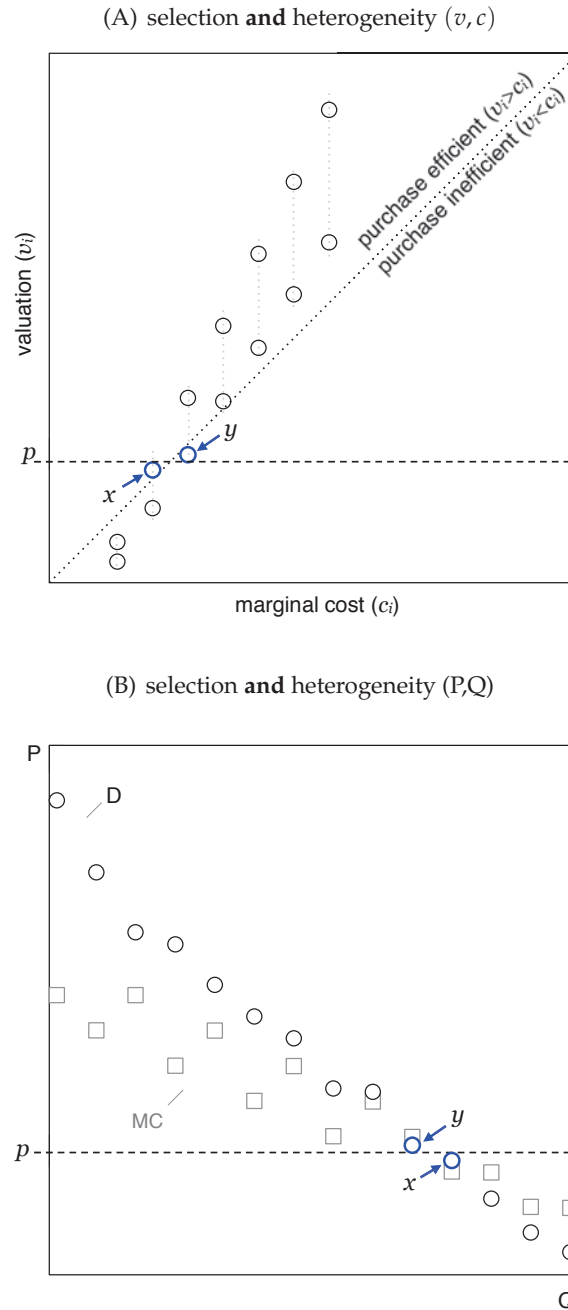 (A) selection and heterogeneity (v, c)
purchase efficient (vi>ci)
purchase inefficient (vi<ci)
valuation (vi)
y
p
x
marginal cost (ci)
(B) selection and heterogeneity (P,Q)
P
D
MC
y
p
x
Q